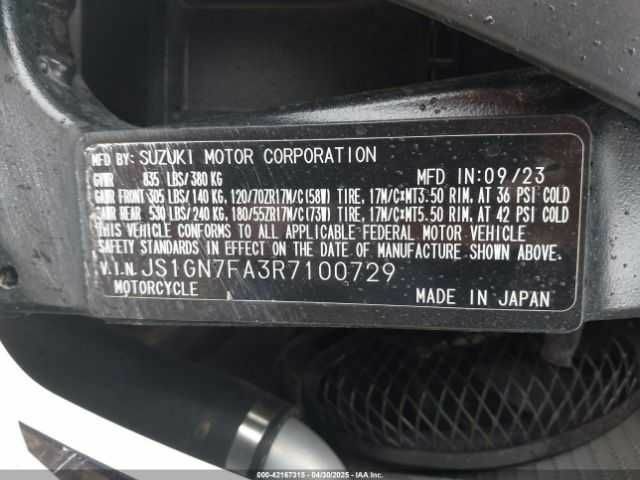 MFD BY: SUZUKI MOTOR CORPORATION MFD IN: 09/23
GVWR 835 LBS/ 380 KG
GAWR FRONT 305 LBS/ 140 KG, 120/70ZR17M/C(58W) TIRE, 17M/C×MT3.50 RIM, AT 36 PSI COLD
GAWR REAR 530 LBS/ 240 KG, 180/55ZR17M/C(73W) TIRE, 17M/C×MT5.50 RIM, AT 42 PSI COLD
THIS VEHICLE CONFORMS TO ALL APPLICABLE FEDERAL MOTOR VEHICLE
SAFETY STANDARDS IN EFFECT ON THE DATE OF MANUFACTURE SHOWN ABOVE.
V.I.N. JS1GN7FA3R7100729
MOTORCYCLE MADE IN JAPAN
000-42167315 - 04/30/2025 - IAAI.COM